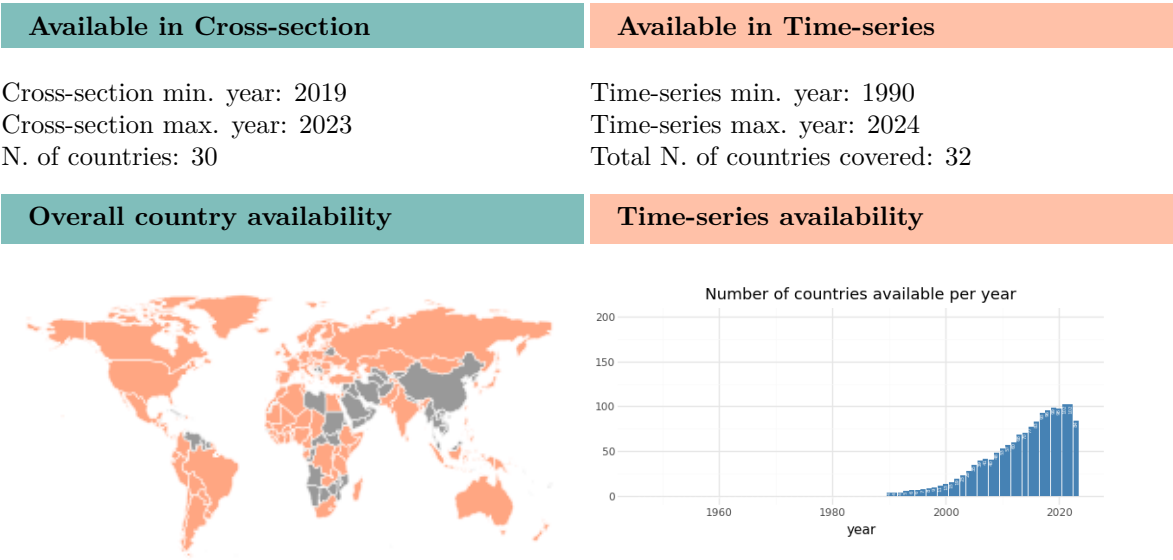 Available in Cross-section
Available in Time-series
Cross-section min. year: 2019
Cross-section max. year: 2023
N. of countries: 30
Time-series min. year: 1990
Time-series max. year: 2024
Total N. of countries covered: 32
Overall country availability
Time-series availability
Number of countries available per year
200
150
100
50
0
1960
1980
2000
2020
year